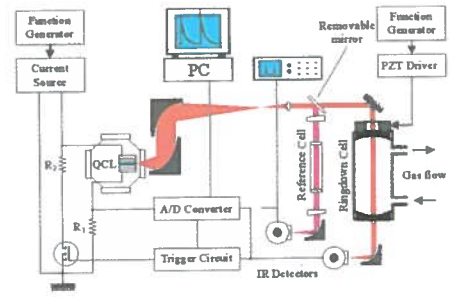 Function
Generator
Current
Source
PC
Removable
mirror
Function
Generator
PZT Driver
QCL
R2
R1
A/D Converter
Trigger Circuit
Reference Cell
Ringdown Cell
Gas flow
IR Detectors